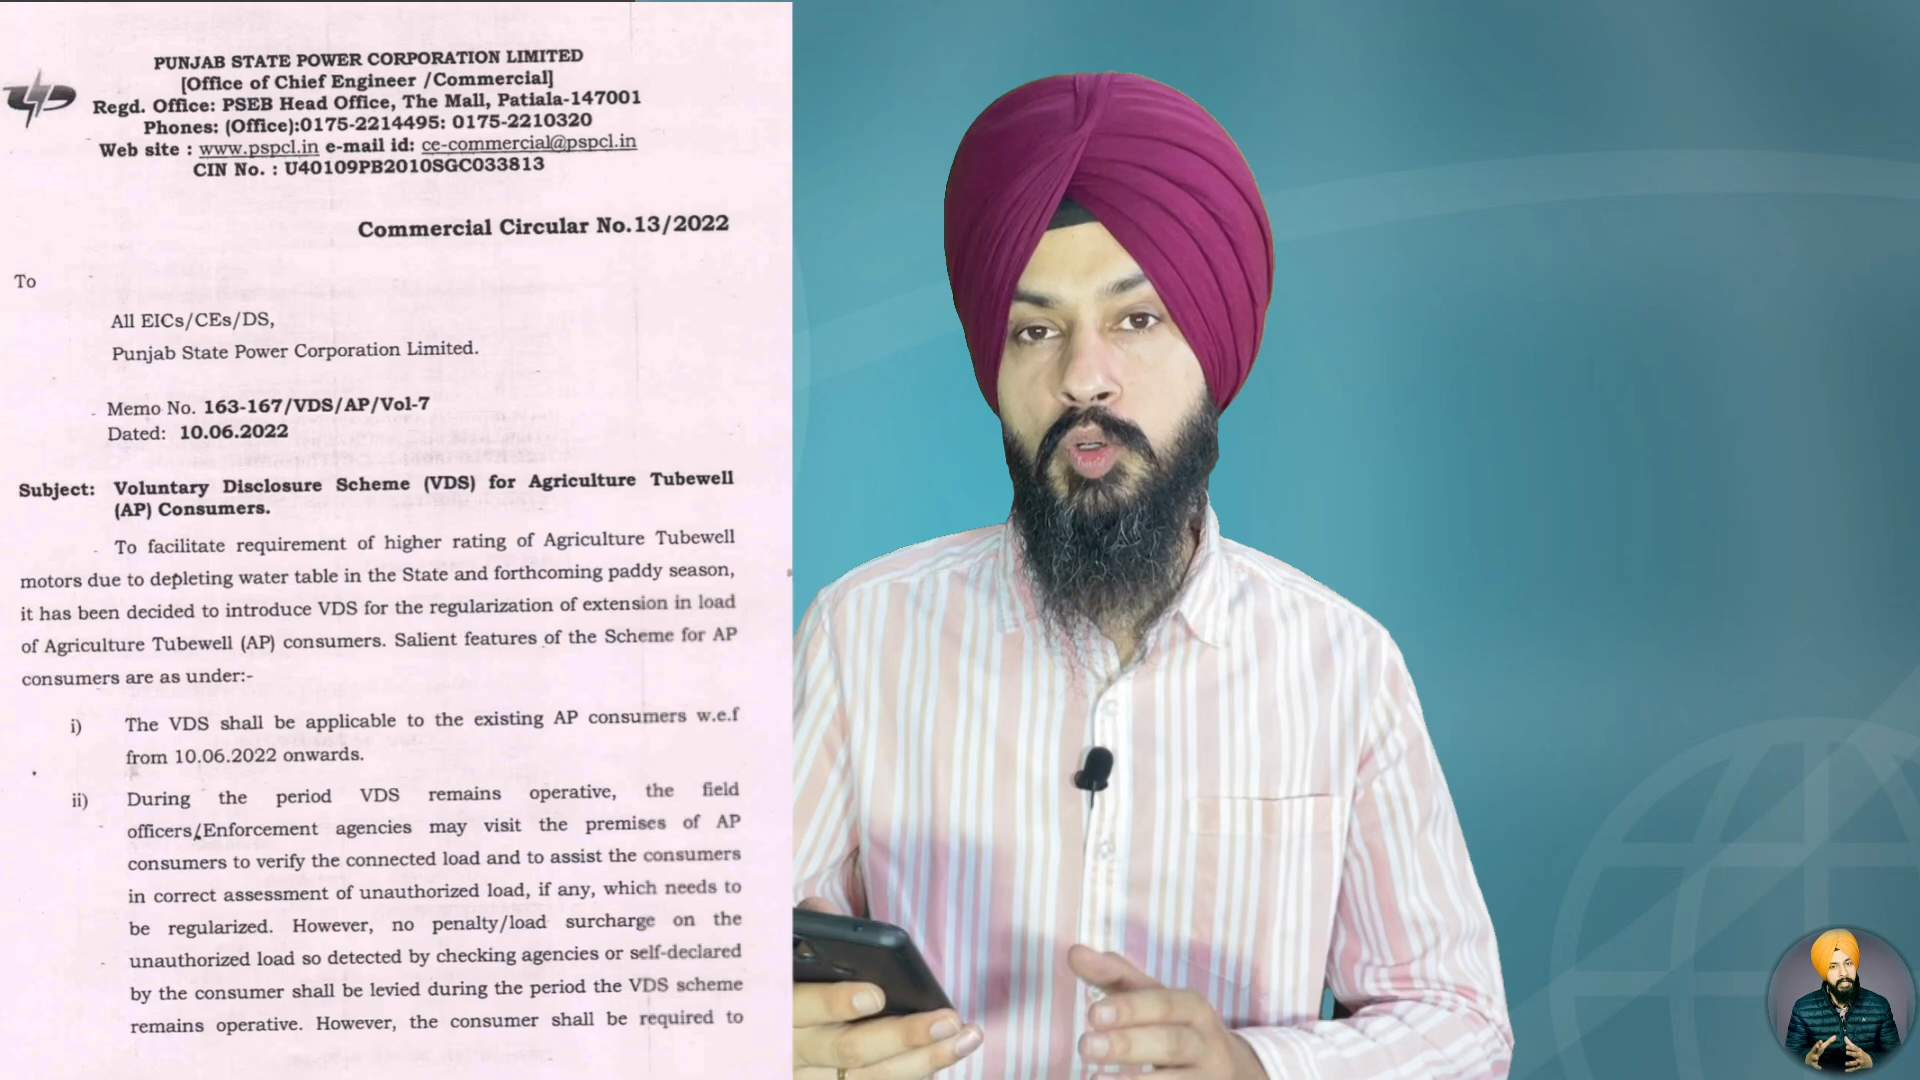 PUNJAB STATE POWER CORPORATION LIMITED
[Office of Chief Engineer /Commercial]
Regd. Office: PSEB Head Office, The Mall, Patiala-147001
Phones: (Office):0175-2214495: 0175-2210320
Web site : www.pspcl.in e-mail id: ce-commercial@pspcl.in
CIN No. : U40109PB2010SGC033813
Commercial Circular No.13/2022
To
All EICs/CEs/DS,
Punjab State Power Corporation Limited.
Memo No. 163-167/VDS/AP/Vol-7
Dated: 10.06.2022
Subject: Voluntary Disclosure Scheme (VDS) for Agriculture Tubewell
(AP) Consumers.
To facilitate requirement of higher rating of Agriculture Tubewell
motors due to depleting water table in the State and forthcoming paddy season,
it has been decided to introduce VDS for the regularization of extension in load
of Agriculture Tubewell (AP) consumers. Salient features of the Scheme for AP
consumers are as under:-
i) The VDS shall be applicable to the existing AP consumers w.e.f
from 10.06.2022 onwards.
ii) During the period VDS remains operative, the field
officers/Enforcement agencies may visit the premises of AP
consumers to verify the connected load and to assist the consumers
in correct assessment of unauthorized load, if any, which needs to
be regularized. However, no penalty/load surcharge on the
unauthorized load so detected by checking agencies or self-declared
by the consumer shall be levied during the period the VDS scheme
remains operative. However, the consumer shall be required to